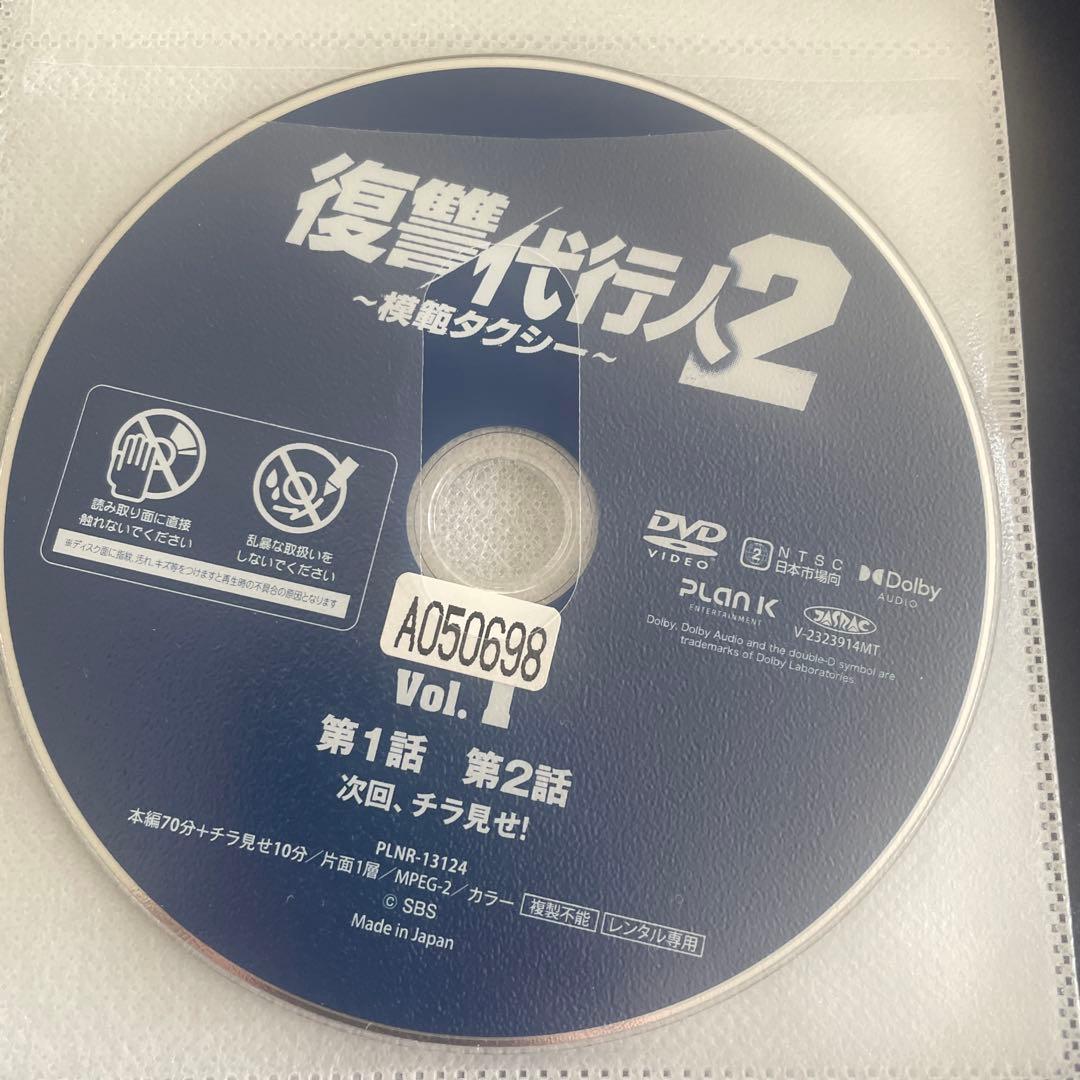 復讐代行人2
～模範タクシー～
読み取り面に直接
触れないでください
乱暴な取扱いを
しないでください
※ディスク面に指紋、汚れ、キズ等をつけますと再生時の不具合の原因となります
DVD
VIDEO
2
NTSC
日本市場向
Dolby
AUDIO
PLAN K
ENTERTAINMENT
JASRAC
V-2323914MT
Dolby, Dolby Audio and the double-D symbol are
trademarks of Dolby Laboratories.
A050698
Vol.1
第1話 第2話
次回、チラ見せ!
PLNR-13124
本編70分+チラ見せ10分/片面1層/MPEG-2/カラー 複製不能 レンタル専用
© SBS
Made in Japan